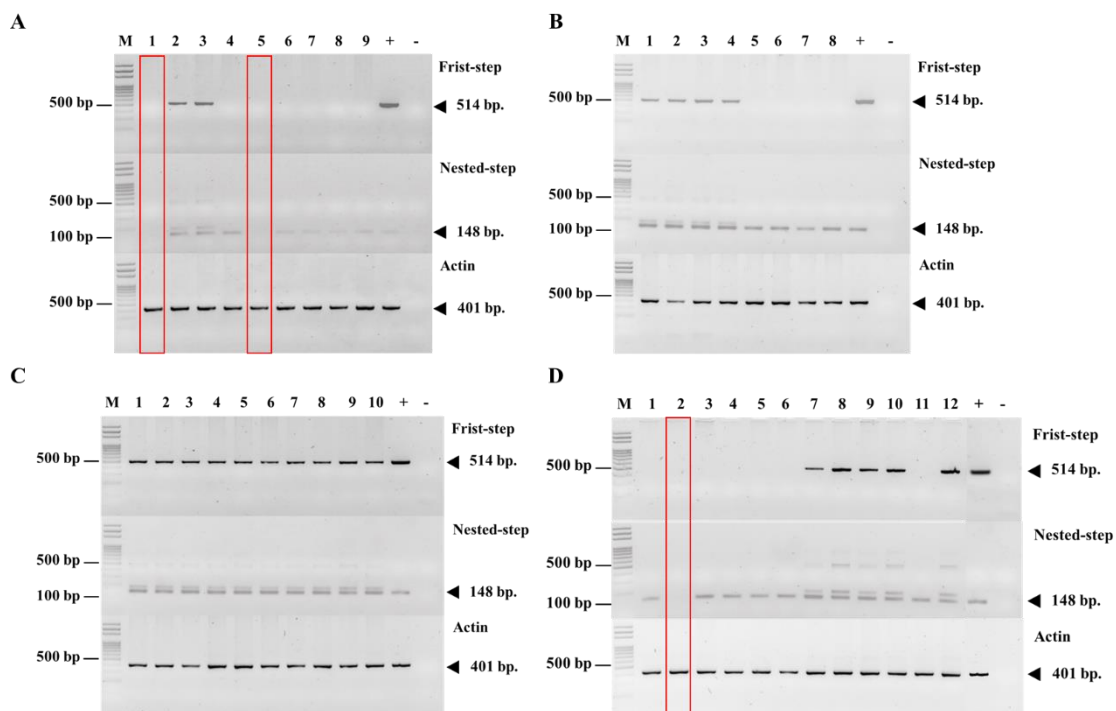 A
M 1 2 3 4 5 6 7 8 9 + -
Frist-step
500 bp
514 bp.
Nested-step
500 bp
100 bp
148 bp.
Actin
500 bp
401 bp.
B
M 1 2 3 4 5 6 7 8 + -
Frist-step
500 bp
514 bp.
Nested-step
500 bp
100 bp
148 bp.
Actin
500 bp
401 bp.
C
M 1 2 3 4 5 6 7 8 9 10 + -
Frist-step
500 bp
514 bp.
Nested-step
500 bp
100 bp
148 bp.
Actin
500 bp
401 bp.
D
M 1 2 3 4 5 6 7 8 9 10 11 12 + -
Frist-step
500 bp
514 bp.
Nested-step
500 bp
100 bp
148 bp.
Actin
500 bp
401 bp.